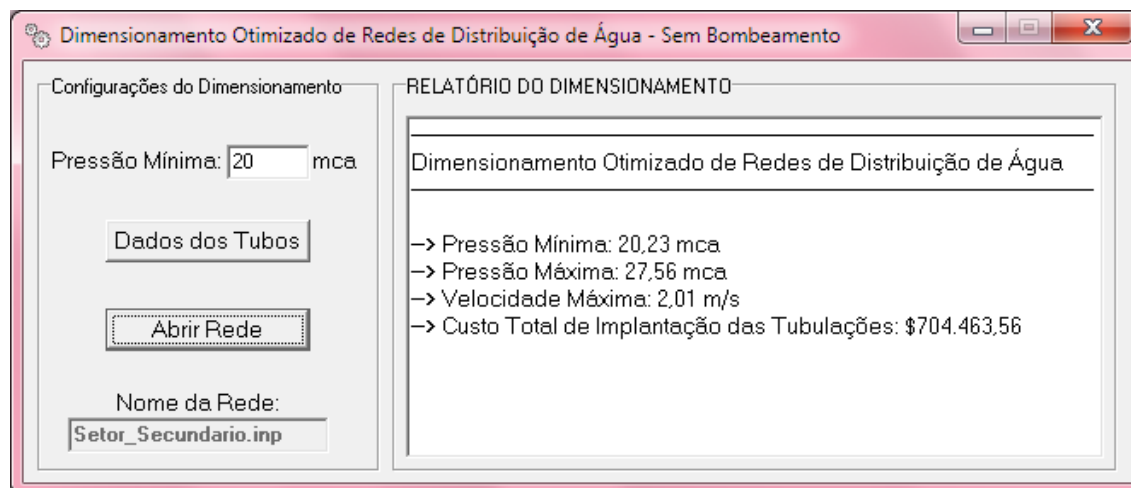 Dimensionamento Otimizado de Redes de Distribuição de Água - Sem Bombeamento
Configurações do Dimensionamento
Pressão Mínima: 20 mca
Dados dos Tubos
Abrir Rede
Nome da Rede:
Setor_Secundario.inp
RELATÓRIO DO DIMENSIONAMENTO
Dimensionamento Otimizado de Redes de Distribuição de Água
—> Pressão Mínima: 20,23 mca
—> Pressão Máxima: 27,56 mca
—> Velocidade Máxima: 2,01 m/s
—> Custo Total de Implantação das Tubulações: $704.463,56